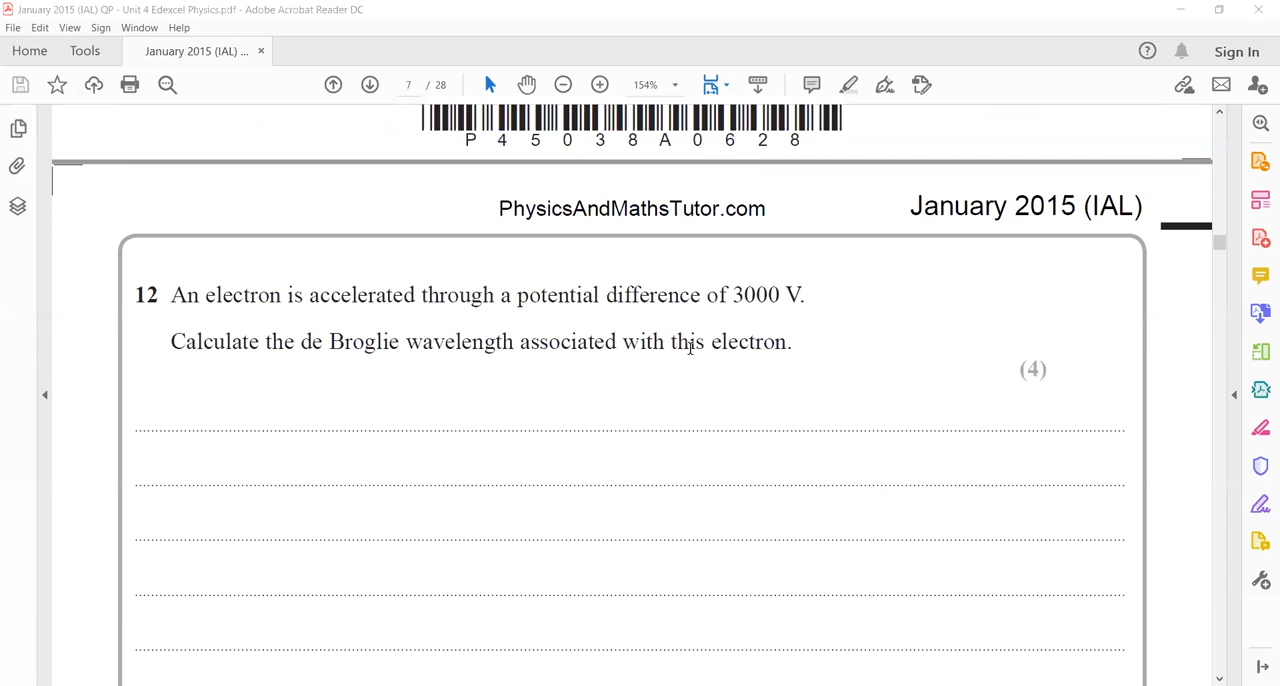 January 2015 (IAL) QP - Unit 4 Edexcel Physics.pdf - Adobe Acrobat Reader DC
File Edit View Sign Window Help
Home Tools January 2015 (IAL) ... × Sign In
7 / 28 154%
P 4 5 0 3 8 A 0 6 2 8
PhysicsAndMathsTutor.com January 2015 (IAL)
12 An electron is accelerated through a potential difference of 3000 V.
Calculate the de Broglie wavelength associated with this electron.
(4)